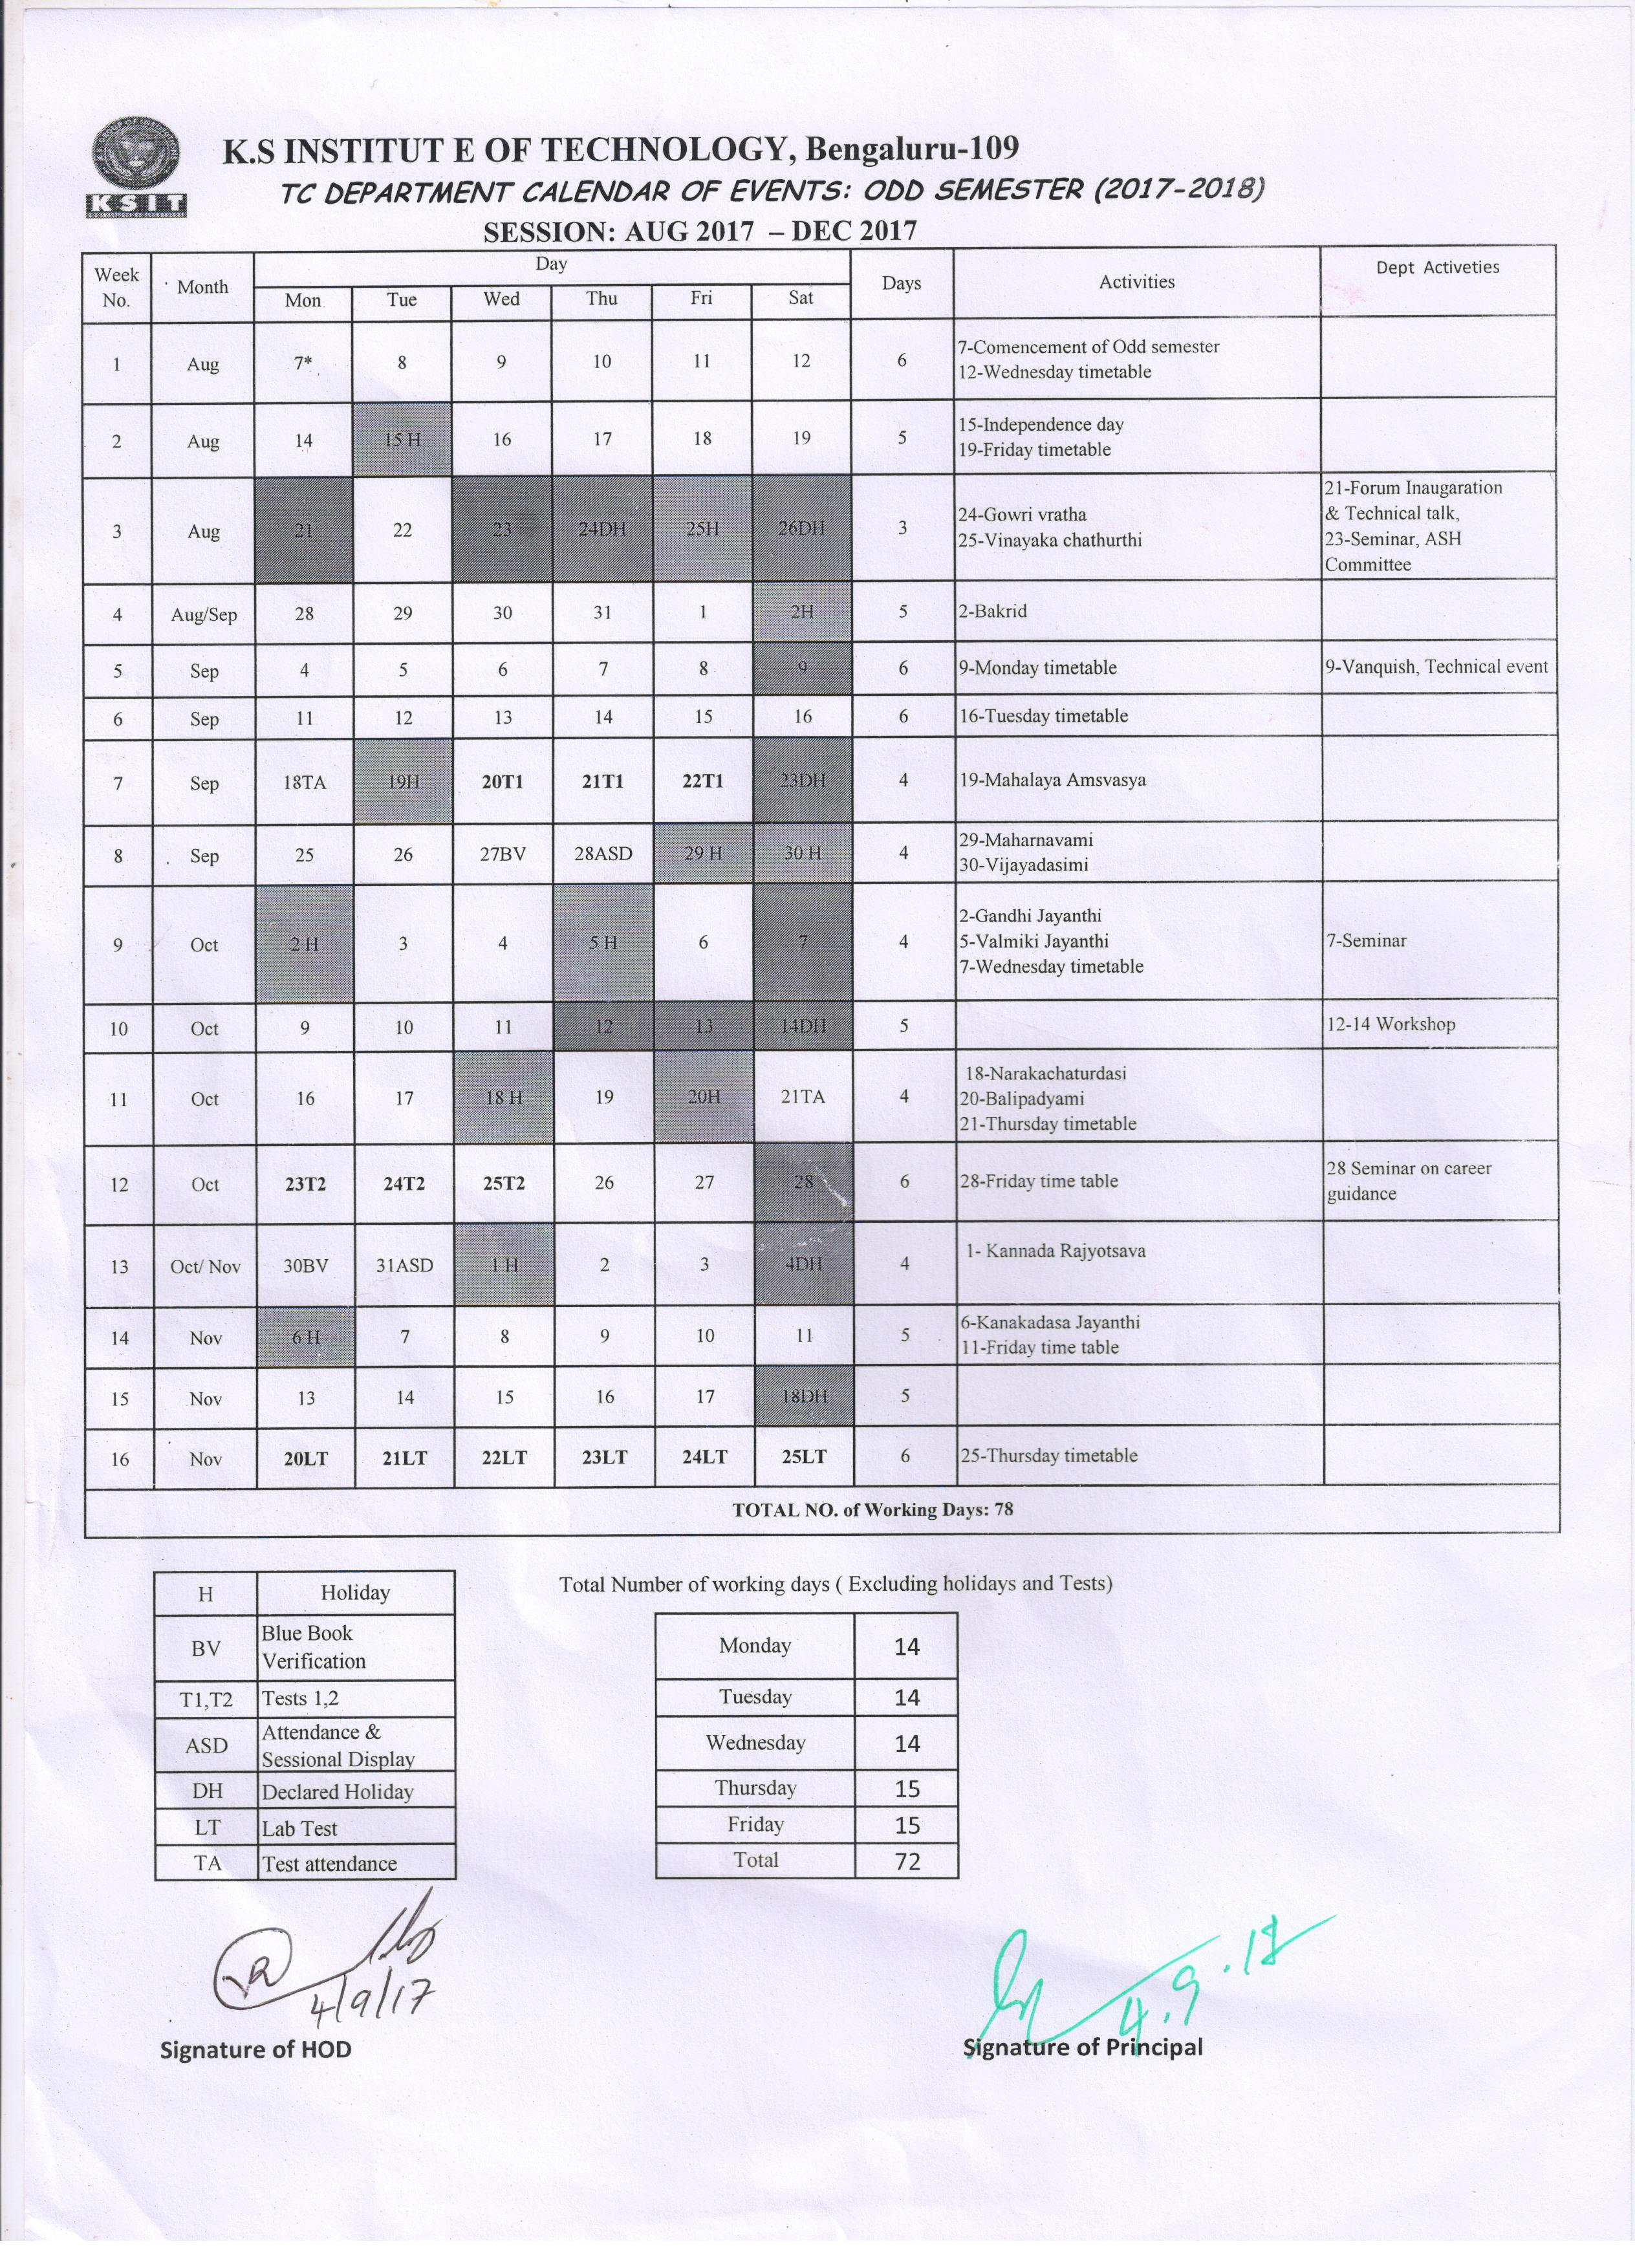 KSIT
K.S INSTITUT E OF TECHNOLOGY, Bengaluru-109
TC DEPARTMENT CALENDAR OF EVENTS: ODD SEMESTER (2017-2018)
SESSION: AUG 2017 – DEC 2017
Week No. Month Day Days Activities Dept Activeties
Mon Tue Wed Thu Fri Sat
1 Aug 7* 8 9 10 11 12 6 7-Comencement of Odd semester
12-Wednesday timetable
2 Aug 14 15 H 16 17 18 19 5 15-Independence day
19-Friday timetable
3 Aug 21 22 23 24DH 25H 26DH 3 24-Gowri vratha
25-Vinayaka chathurthi
21-Forum Inaugaration
& Technical talk,
23-Seminar, ASH
Committee
4 Aug/Sep 28 29 30 31 1 2H 5 2-Bakrid
5 Sep 4 5 6 7 8 9 6 9-Monday timetable 9-Vanquish, Technical event
6 Sep 11 12 13 14 15 16 6 16-Tuesday timetable
7 Sep 18TA 19H 20T1 21T1 22T1 23DH 4 19-Mahalaya Amsvasya
8 Sep 25 26 27BV 28ASD 29 H 30 H 4 29-Maharnavami
30-Vijayadasimi
9 Oct 2 H 3 4 5 H 6 7 4 2-Gandhi Jayanthi
5-Valmiki Jayanthi
7-Wednesday timetable
7-Seminar
10 Oct 9 10 11 12 13 14DH 5 12-14 Workshop
11 Oct 16 17 18 H 19 20H 21TA 4 18-Narakachaturdasi
20-Balipadyami
21-Thursday timetable
12 Oct 23T2 24T2 25T2 26 27 28 6 28-Friday time table 28 Seminar on career
guidance
13 Oct/ Nov 30BV 31ASD 1 H 2 3 4DH 4 1- Kannada Rajyotsava
14 Nov 6 H 7 8 9 10 11 5 6-Kanakadasa Jayanthi
11-Friday time table
15 Nov 13 14 15 16 17 18DH 5
16 Nov 20LT 21LT 22LT 23LT 24LT 25LT 6 25-Thursday timetable
TOTAL NO. of Working Days: 78
H Holiday
BV Blue Book
Verification
T1,T2 Tests 1,2
ASD Attendance &
Sessional Display
DH Declared Holiday
LT Lab Test
TA Test attendance
Total Number of working days ( Excluding holidays and Tests)
Monday 14
Tuesday 14
Wednesday 14
Thursday 15
Friday 15
Total 72
4/9/17
Signature of HOD
4.9.17
Signature of Principal